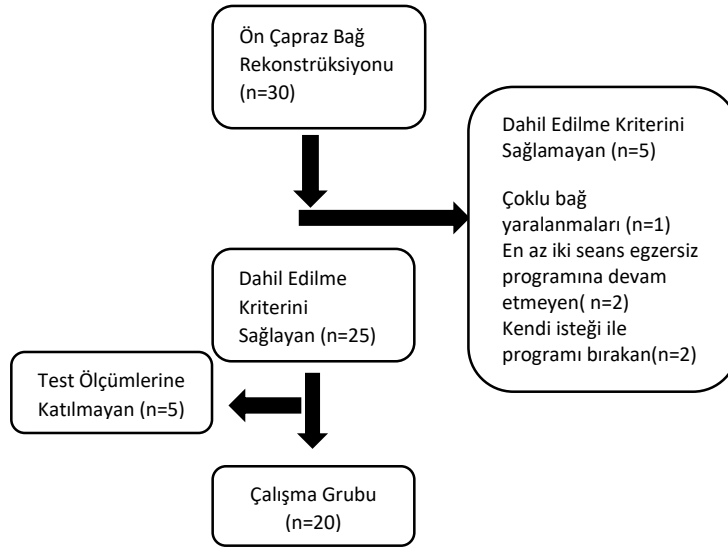 Ön Çapraz Bağ
Rekonstrüksiyonu
(n=30)
Dahil Edilme Kriterini
Sağlamayan (n=5)
Çoklu bağ
yaralanmaları (n=1)
En az iki seans egzersiz
programına devam
etmeyen( n=2)
Kendi isteği ile
programı bırakan(n=2)
Dahil Edilme
Kriterini
Sağlayan (n=25)
Test Ölçümlerine
Katılmayan (n=5)
Çalışma Grubu
(n=20)